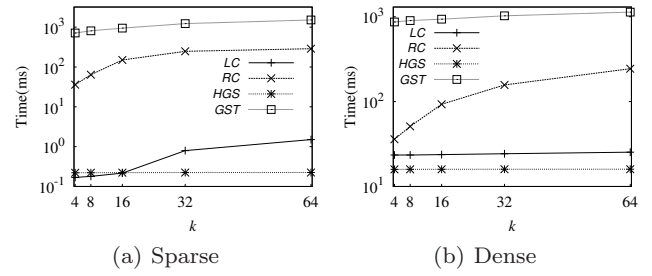 10^3
10^2
10^1
10^0
10^-1
Time(ms)
LC
RC
HGS
GST
4 8 16 32 64
k
(a) Sparse
10^3
10^2
10^1
Time(ms)
LC
RC
HGS
GST
4 8 16 32 64
k
(b) Dense